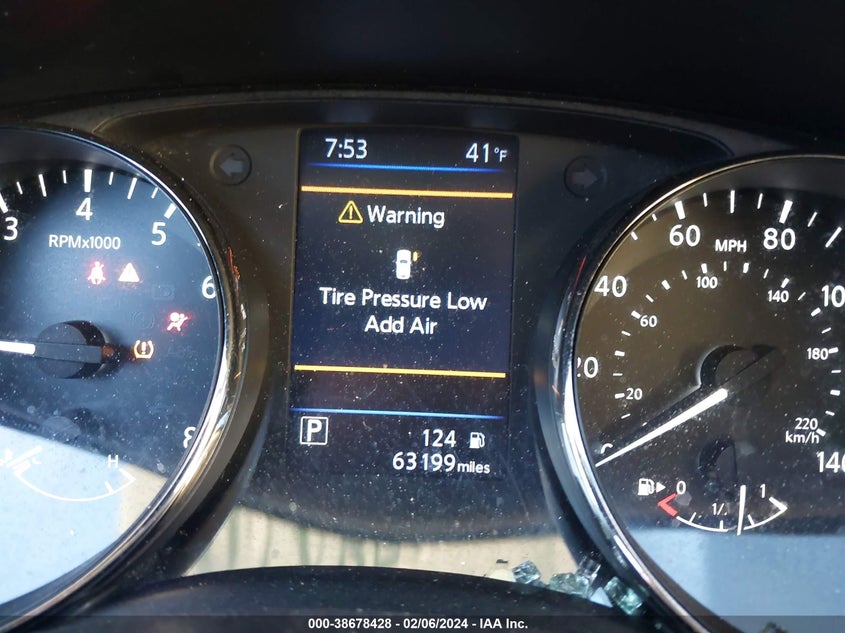 7:53 41°F
Warning
Tire Pressure Low
Add Air
P
124
63199 miles
3 4 5 6 8
RPMx1000
H
20 40 60 80
MPH
20 60 100 140 180 220
km/h
140
0 1
000-38678428 - 02/06/2024 - IAA Inc.